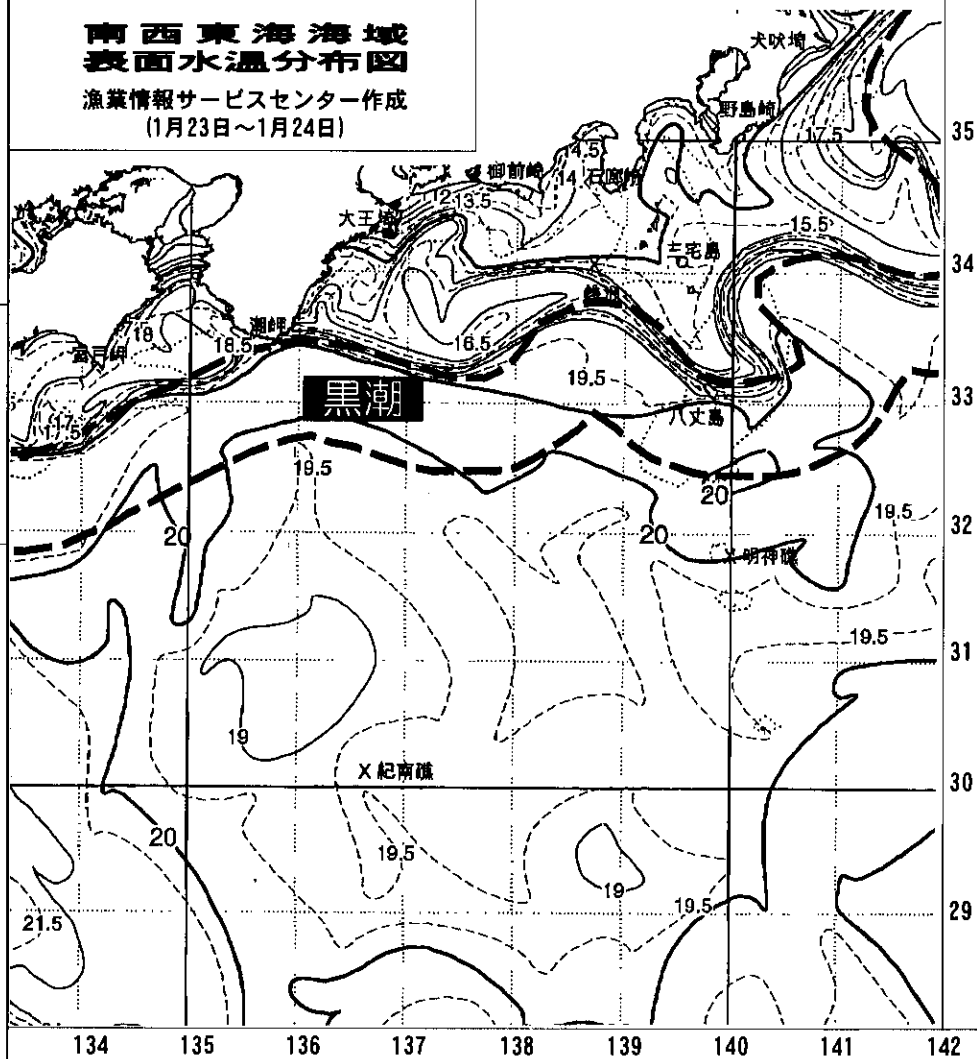 南西東海海域
表面水温分布図
漁業情報サービスセンター作成
(1月23日～1月24日)
犬吠埼
野島崎
17.5
35
御前崎
14
石廊崎
13.5
大王埼
15.5
三宅島
34
潮岬
18
18.5
16.5
室戸岬
19.5
33
黒潮
八丈島
17.5
19.5
20
19.5
20
20
32
明神礁
19.5
31
19
X 紀南礁
30
20
19.5
19
19.5
29
21.5
134 135 136 137 138 139 140 141 142